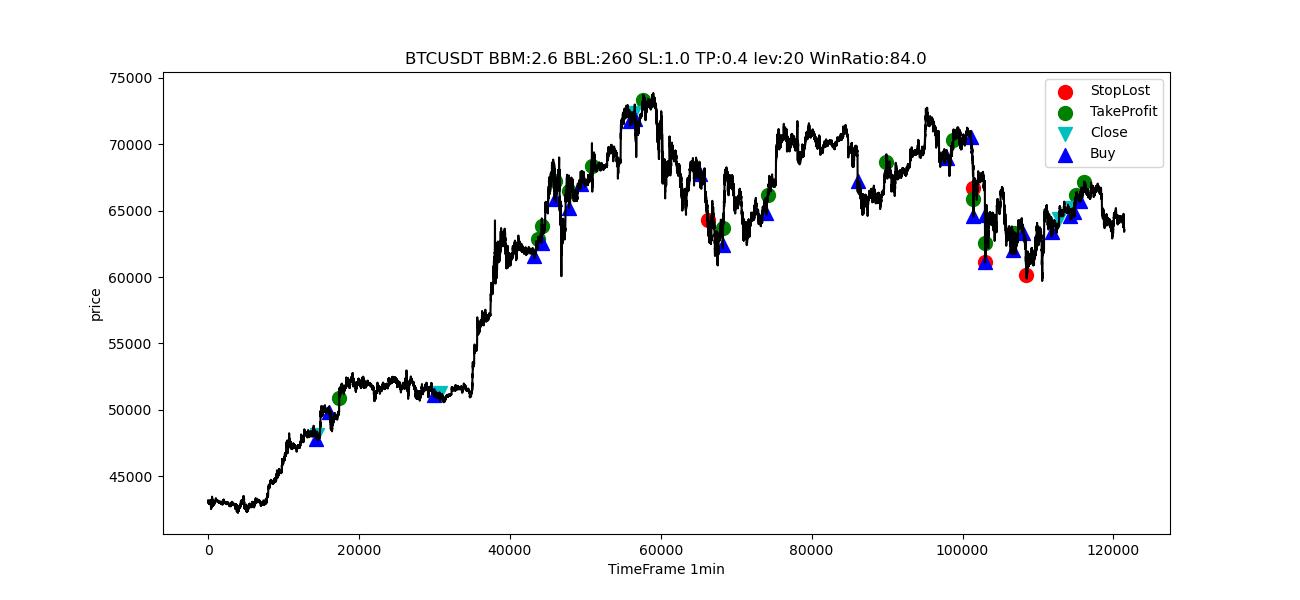 BTCUSDT BBM:2.6 BBL:260 SL:1.0 TP:0.4 lev:20 WinRatio:84.0
75000
70000
65000
60000
55000
50000
45000
price
StopLost
TakeProfit
Close
Buy
0 20000 40000 60000 80000 100000 120000
TimeFrame 1min